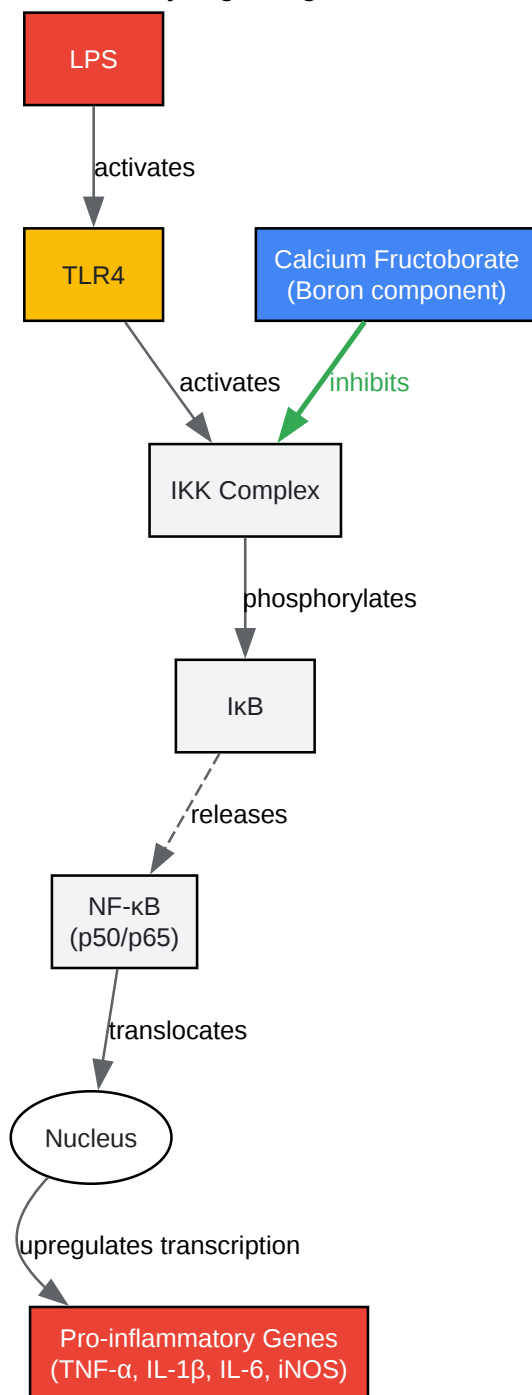 LPS
activates
TLR4
Calcium Fructoborate
(Boron component)
activates
inhibits
IKK Complex
phosphorylates
IκB
releases
NF-κB
(p50/p65)
translocates
Nucleus
upregulates transcription
Pro-inflammatory Genes
(TNF-α, IL-1β, IL-6, iNOS)